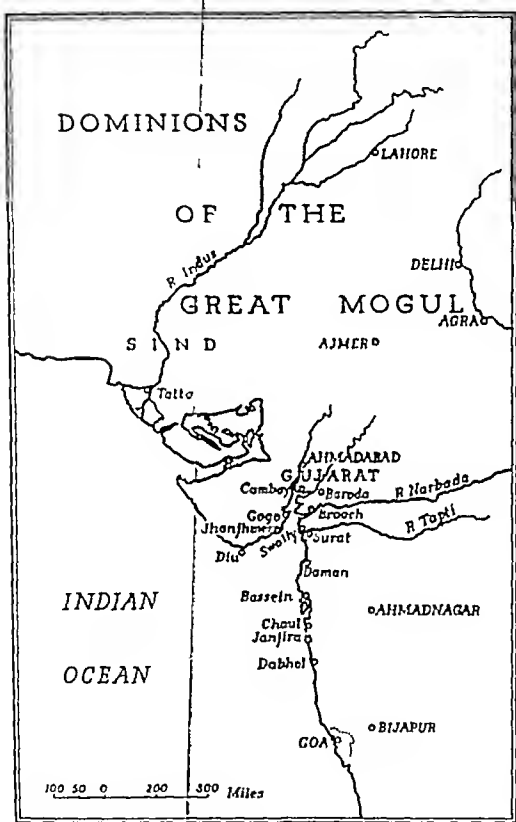 DOMINIONS
LAHORE
OF THE
R Indus
DELHI
GREAT MOGUL
AGRA
SIND
AJMER
Tatta
AHMADABAD
GUJARAT
Cambay
Baroda
R Narbada
Gogo
Broach
Jhanjhawar
Swally
Surat
R Tapti
Diu
Daman
INDIAN
Bassein
AHMADNAGAR
Chaul
Janjira
OCEAN
Dabhol
BIJAPUR
GOA
100 50 0 200 300 Miles